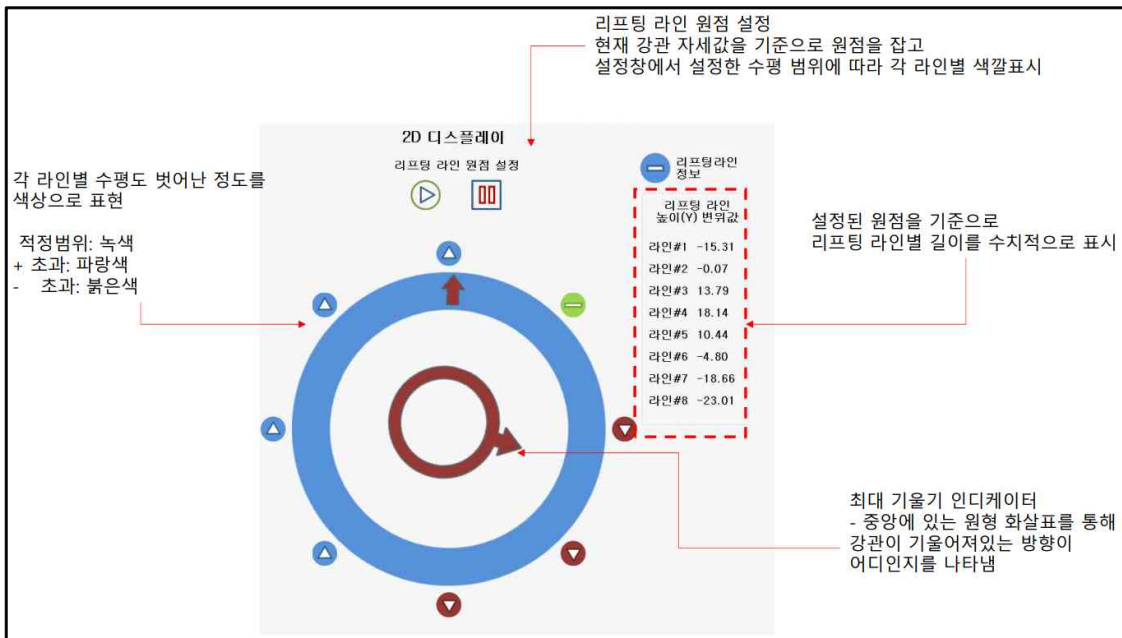 리프팅 라인 원점 설정
현재 강관 자세값을 기준으로 원점을 잡고
설정창에서 설정한 수평 범위에 따라 각 라인별 색깔표시
2D 디스플레이
리프팅 라인 원점 설정
리프팅라인
정보
각 라인별 수평도 벗어난 정도를
색상으로 표현
적정범위: 녹색
+ 초과: 파랑색
- 초과: 붉은색
리프팅 라인
높이(Y) 변위값
라인#1 -15.31
라인#2 -0.07
라인#3 13.79
라인#4 18.14
라인#5 10.44
라인#6 -4.80
라인#7 -18.66
라인#8 -23.01
설정된 원점을 기준으로
리프팅 라인별 길이를 수치적으로 표시
최대 기울기 인디케이터
- 중앙에 있는 원형 화살표를 통해
강관이 기울어져있는 방향이
어디인지를 나타냄